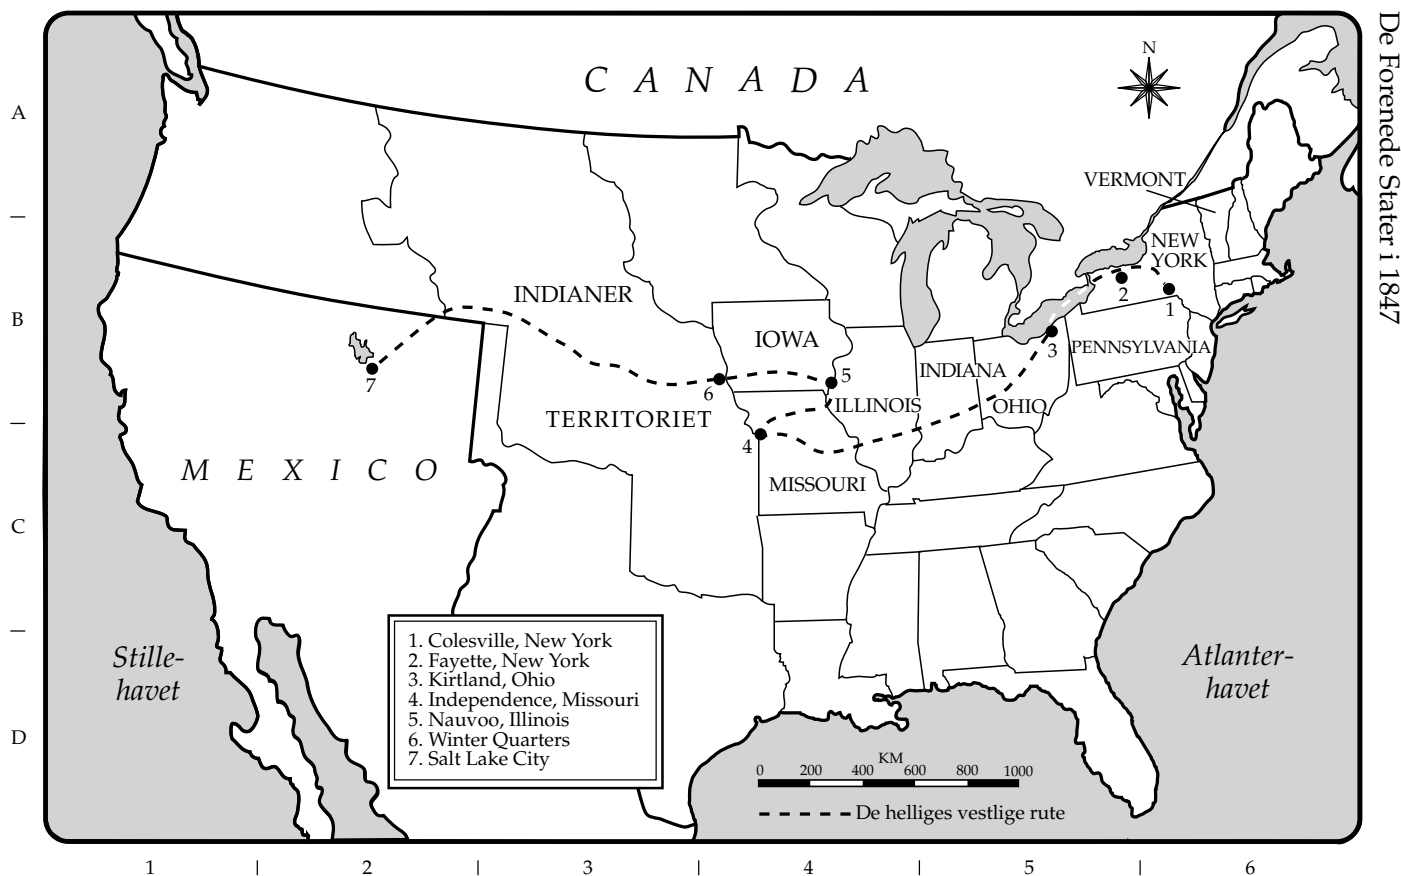 De Forenede Stater i 1847
N
C A N A D A
A
VERMONT
NEW
YORK
INDIANER
2
1
B
IOWA
3
PENNSYLVANIA
7
6
5
INDIANA
ILLINOIS
OHIO
TERRITORIET
4
M E X I C O
MISSOURI
C
1. Colesville, New York
2. Fayette, New York
3. Kirtland, Ohio
4. Independence, Missouri
5. Nauvoo, Illinois
6. Winter Quarters
7. Salt Lake City
Stille-
havet
Atlanter-
havet
D
KM
0 200 400 600 800 1000
De helliges vestlige rute
1 2 3 4 5 6